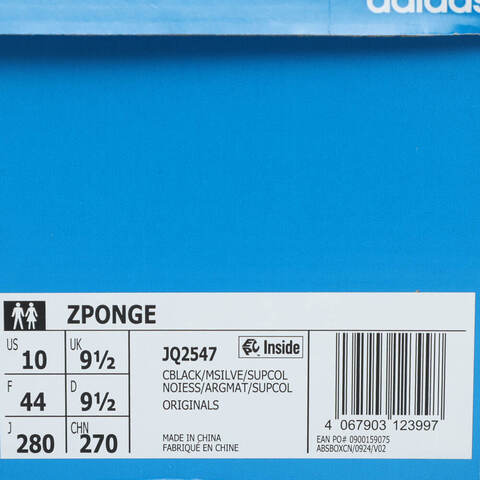 adidas
ZPONGE
US 10 UK 9½
F 44 D 9½
J 280 CHN 270
JQ2547 Inside
CBLACK/MSILVE/SUPCOL
NOIESS/ARGMAT/SUPCOL
ORIGINALS
MADE IN CHINA
FABRIQUÉ EN CHINE
4 067903 123997
EAN PO# 0900159075
ABSBOXCN/0924/V02